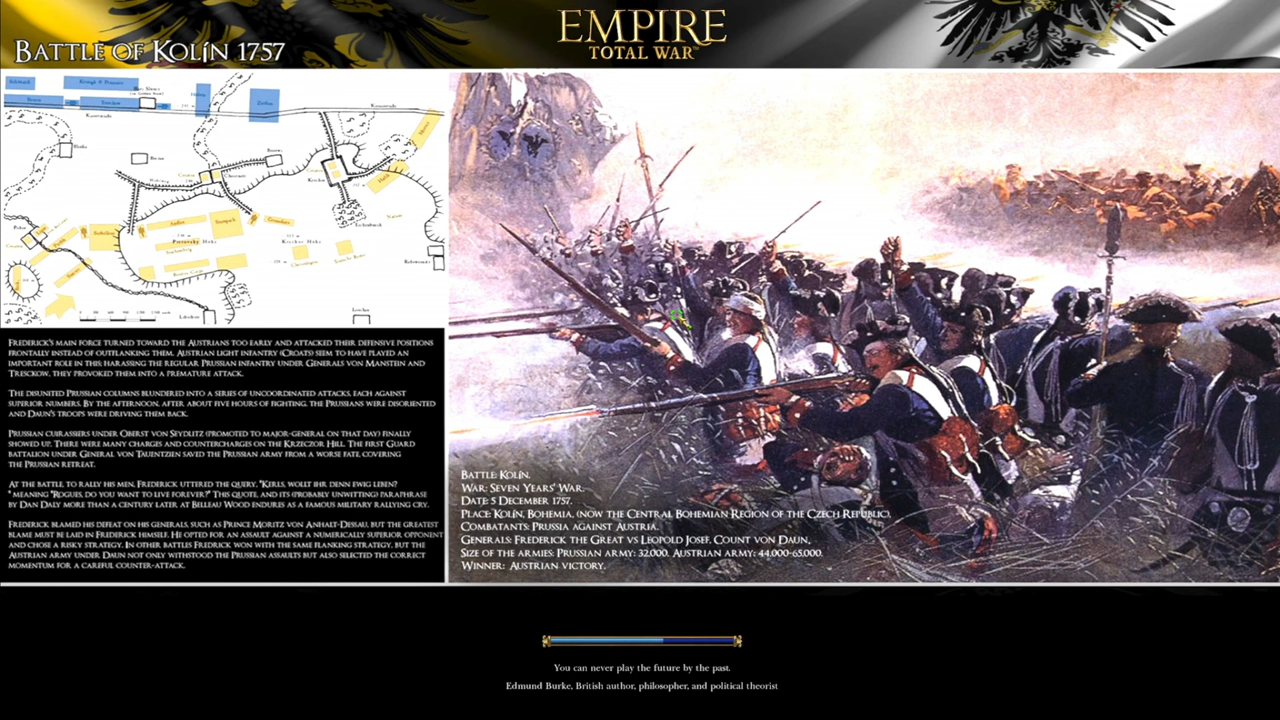 EMPIRE
TOTAL WAR™
BATTLE OF KOLÍN 1757
FREDERICK'S MAIN FORCE TURNED TOWARD THE AUSTRIANS TOO EARLY AND ATTACKED THEIR DEFENSIVE POSITIONS
FRONTALLY INSTEAD OF OUTFLANKING THEM. AUSTRIAN LIGHT INFANTRY (CROATS) SEEM TO HAVE PLAYED AN
IMPORTANT ROLE IN THIS: HARASSING THE REGULAR PRUSSIAN INFANTRY UNDER GENERALS VON MANSTEIN AND
TRESCKOW, THEY PROVOKED THEM INTO A PREMATURE ATTACK.
THE DISUNITED PRUSSIAN COLUMNS BLUNDERED INTO A SERIES OF UNCOORDINATED ATTACKS, EACH AGAINST
SUPERIOR NUMBERS. BY THE AFTERNOON, AFTER ABOUT FIVE HOURS OF FIGHTING, THE PRUSSIANS WERE DISORIENTED
AND DAUN'S TROOPS WERE DRIVING THEM BACK.
PRUSSIAN CUIRASSIERS UNDER OBERST VON SEYDLITZ (PROMOTED TO MAJOR-GENERAL ON THAT DAY) FINALLY
SHOWED UP. THERE WERE MANY CHARGES AND COUNTERCHARGES ON THE KRZECZOR HILL. THE FIRST GUARD
BATTALION UNDER GENERAL VON TAUENTZIEN SAVED THE PRUSSIAN ARMY FROM A WORSE FATE, COVERING
THE PRUSSIAN RETREAT.
AT THE BATTLE, TO RALLY HIS MEN, FREDERICK UTTERED THE QUERY, "KERLS, WOLLT IHR DENN EWIG LEBEN?
" MEANING "ROGUES, DO YOU WANT TO LIVE FOREVER?" THIS QUOTE, AND ITS (PROBABLY UNWITTING) PARAPHRASE
BY DAN DALY MORE THAN A CENTURY LATER AT BELLEAU WOOD ENDURES AS A FAMOUS MILITARY RALLYING CRY.
FREDERICK BLAMED HIS DEFEAT ON HIS GENERALS, SUCH AS PRINCE MORITZ VON ANHALT-DESSAU, BUT THE GREATEST
BLAME MUST BE LAID IN FREDERICK HIMSELF. HE OPTED FOR AN ASSAULT AGAINST A NUMERICALLY SUPERIOR OPPONENT
AND CHOSE A RISKY STRATEGY. IN OTHER BATTLES FREDRICK WON WITH THE SAME FLANKING STRATEGY, BUT THE
AUSTRIAN ARMY UNDER DAUN NOT ONLY WITHSTOOD THE PRUSSIAN ASSAULTS BUT ALSO SELECTED THE CORRECT
MOMENTUM FOR A CAREFUL COUNTER-ATTACK.
BATTLE: KOLÍN.
WAR: SEVEN YEARS' WAR.
DATE: 5 DECEMBER 1757.
PLACE: KOLÍN, BOHEMIA, (NOW THE CENTRAL BOHEMIAN REGION OF THE CZECH REPUBLIC).
COMBATANTS: PRUSSIA AGAINST AUSTRIA.
GENERALS: FREDERICK THE GREAT VS LEOPOLD JOSEF, COUNT VON DAUN,
SIZE OF THE ARMIES: PRUSSIAN ARMY: 32,000. AUSTRIAN ARMY: 44,000-65,000.
WINNER: AUSTRIAN VICTORY.
You can never play the future by the past.
Edmund Burke, British author, philosopher, and political theorist